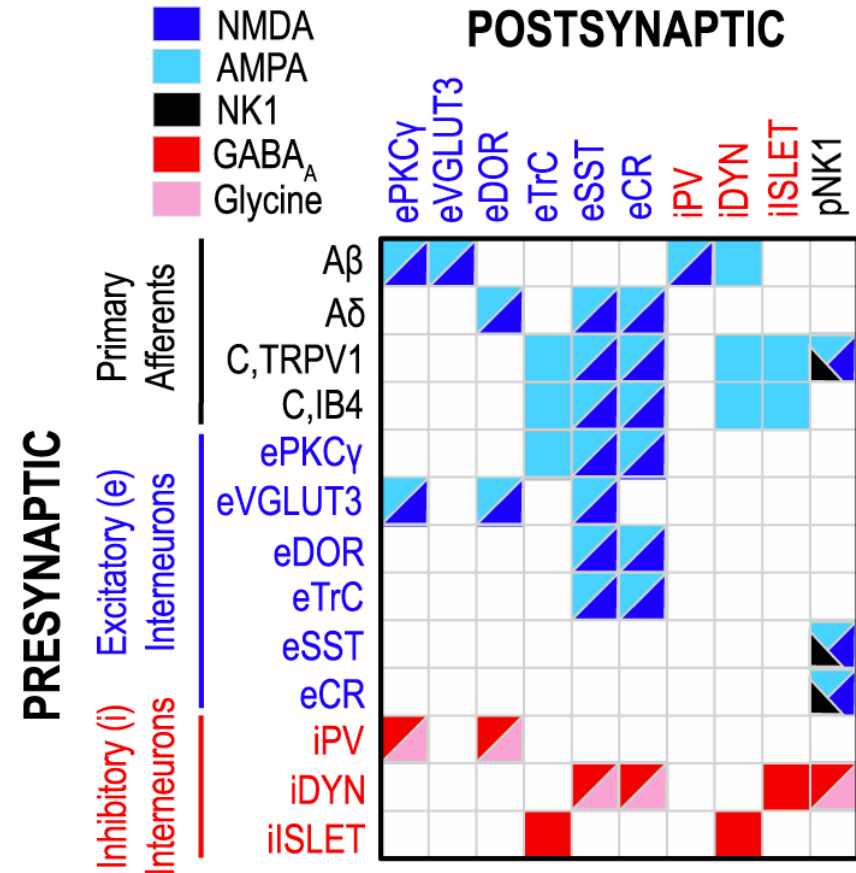 NMDA
AMPA
NK1
GABA_A
Glycine
POSTSYNAPTIC
ePKCγ
eVGLUT3
eDOR
eTrC
eSST
eCR
iPV
iDYN
iISLET
pNK1
PRESYNAPTIC
Primary
Afferents
Aβ
Aδ
C,TRPV1
C,IB4
Excitatory (e)
Interneurons
ePKCγ
eVGLUT3
eDOR
eTrC
eSST
eCR
Inhibitory (i)
Interneurons
iPV
iDYN
iISLET